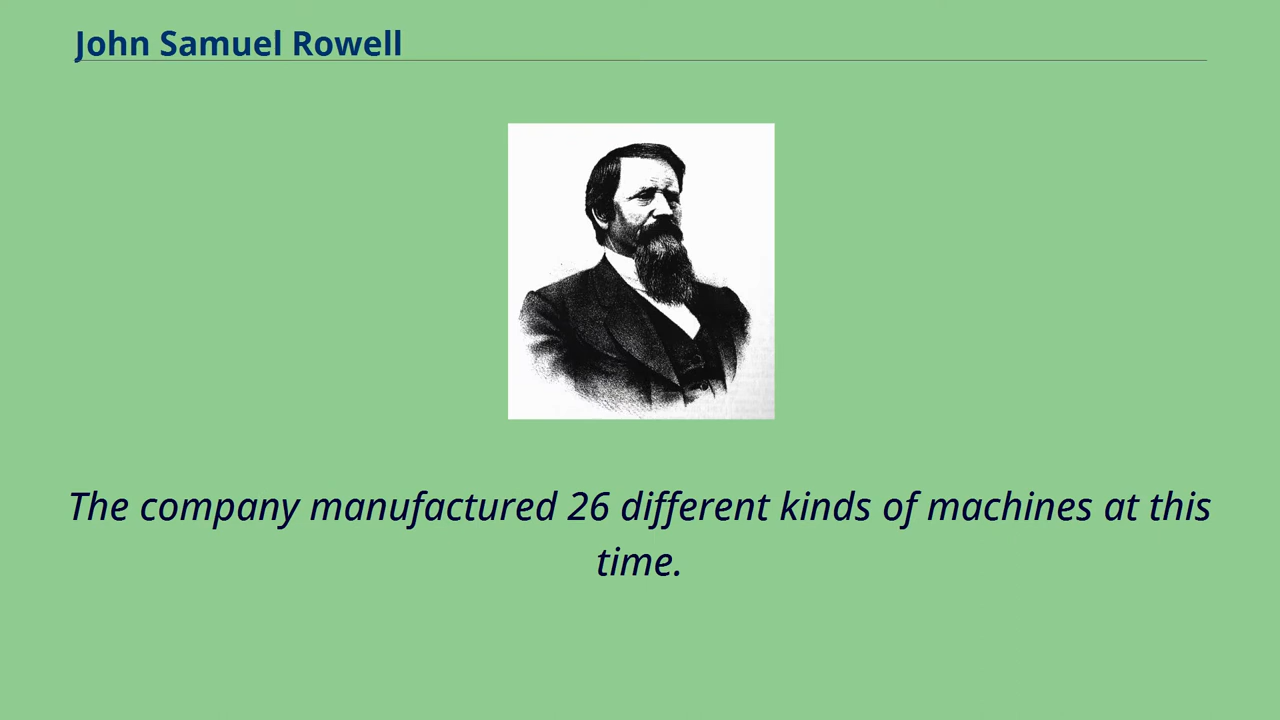 John Samuel Rowell
The company manufactured 26 different kinds of machines at this
time.